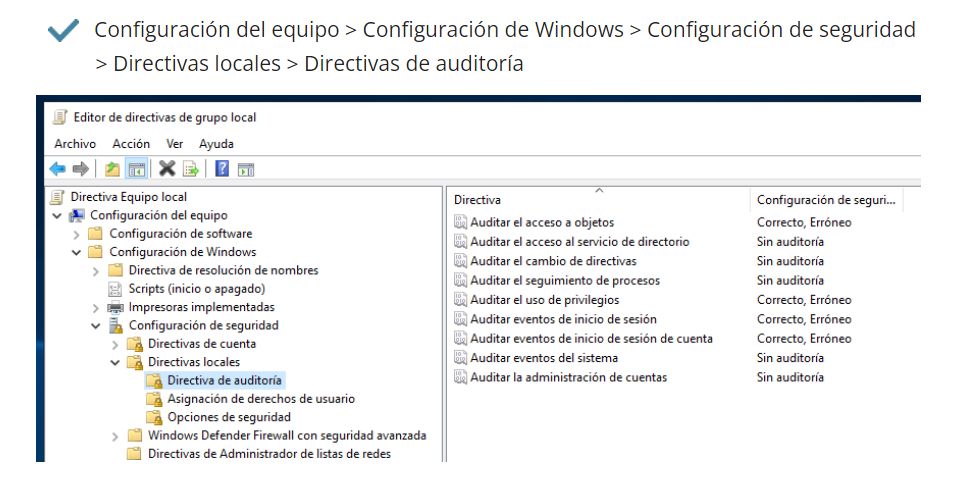 Configuración del equipo > Configuración de Windows > Configuración de seguridad
> Directivas locales > Directivas de auditoría
Editor de directivas de grupo local
Archivo Acción Ver Ayuda
Directiva Equipo local
Configuración del equipo
Configuración de software
Configuración de Windows
Directiva de resolución de nombres
Scripts (inicio o apagado)
Impresoras implementadas
Configuración de seguridad
Directivas de cuenta
Directivas locales
Directiva de auditoría
Asignación de derechos de usuario
Opciones de seguridad
Windows Defender Firewall con seguridad avanzada
Directivas de Administrador de listas de redes
Directiva Configuración de seguri...
Auditar el acceso a objetos Correcto, Erróneo
Auditar el acceso al servicio de directorio Sin auditoría
Auditar el cambio de directivas Sin auditoría
Auditar el seguimiento de procesos Sin auditoría
Auditar el uso de privilegios Correcto, Erróneo
Auditar eventos de inicio de sesión Correcto, Erróneo
Auditar eventos de inicio de sesión de cuenta Correcto, Erróneo
Auditar eventos del sistema Sin auditoría
Auditar la administración de cuentas Sin auditoría